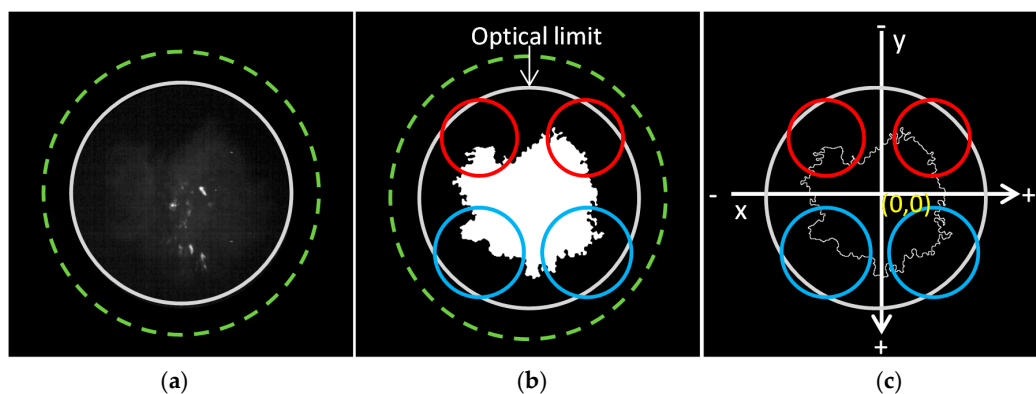 Optical limit
-
y
-
+
x
(0,0)
+
(a)
(b)
(c)